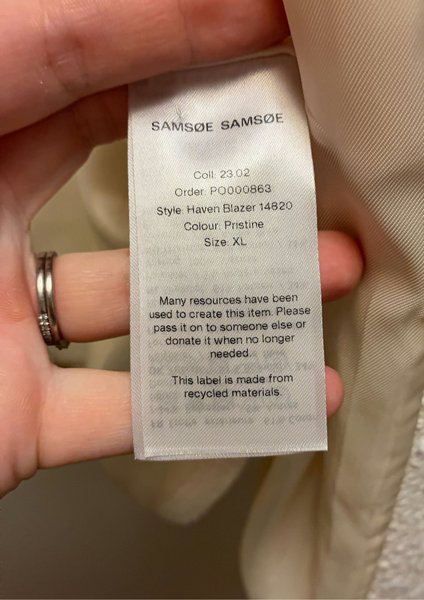 SAMSØE SAMSØE
Coll: 23.02
Order: PO000863
Style: Haven Blazer 14820
Colour: Pristine
Size: XL
Many resources have been
used to create this item. Please
pass it on to someone else or
donate it when no longer
needed.
This label is made from
recycled materials.